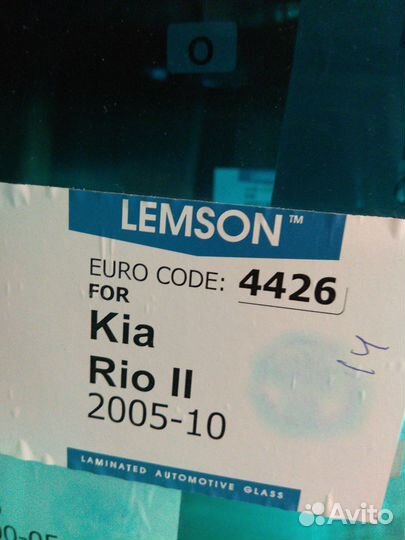 O
LEMSON™
EURO CODE: 4426
FOR
Kia
Rio II
2005-10
14
LAMINATED AUTOMOTIVE GLASS
Avito